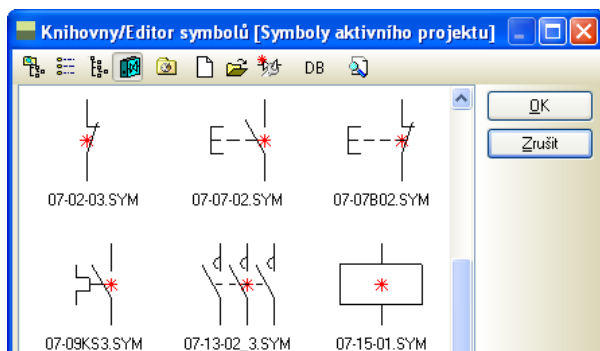 Knihovny/Editor symbolů [Symboly aktivního projektu]
DB
OK
Zrušit
07-02-03.SYM 07-07-02.SYM 07-07B02.SYM
07-09KS3.SYM 07-13-02_3.SYM 07-15-01.SYM